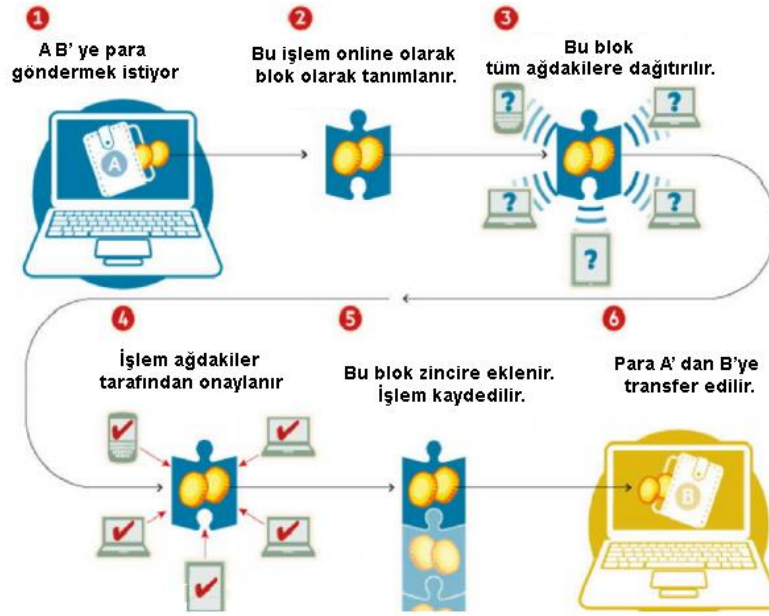 1
A B' ye para
göndermek istiyor
2
Bu işlem online olarak
blok olarak tanımlanır.
3
Bu blok
tüm ağdakilere dağıtırılır.
A
?
?
?
?
?
4
İşlem ağdakiler
tarafından onaylanır
5
Bu blok zincire eklenir.
İşlem kaydedilir.
6
Para A' dan B'ye
transfer edilir.
B